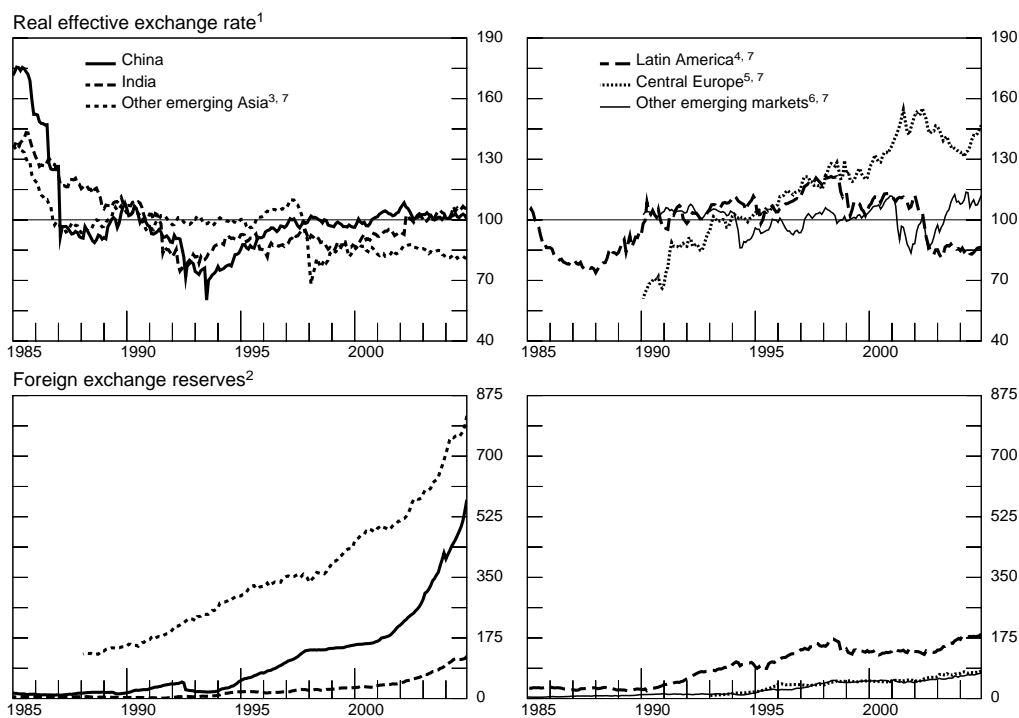 Real effective exchange rate¹
China
India
Other emerging Asia³˒ ⁷
190
160
130
100
70
40
1985 1990 1995 2000
Latin America⁴˒ ⁷
Central Europe⁵˒ ⁷
Other emerging markets⁶˒ ⁷
190
160
130
100
70
40
1985 1990 1995 2000
Foreign exchange reserves²
875
700
525
350
175
0
1985 1990 1995 2000
875
700
525
350
175
0
1985 1990 1995 2000